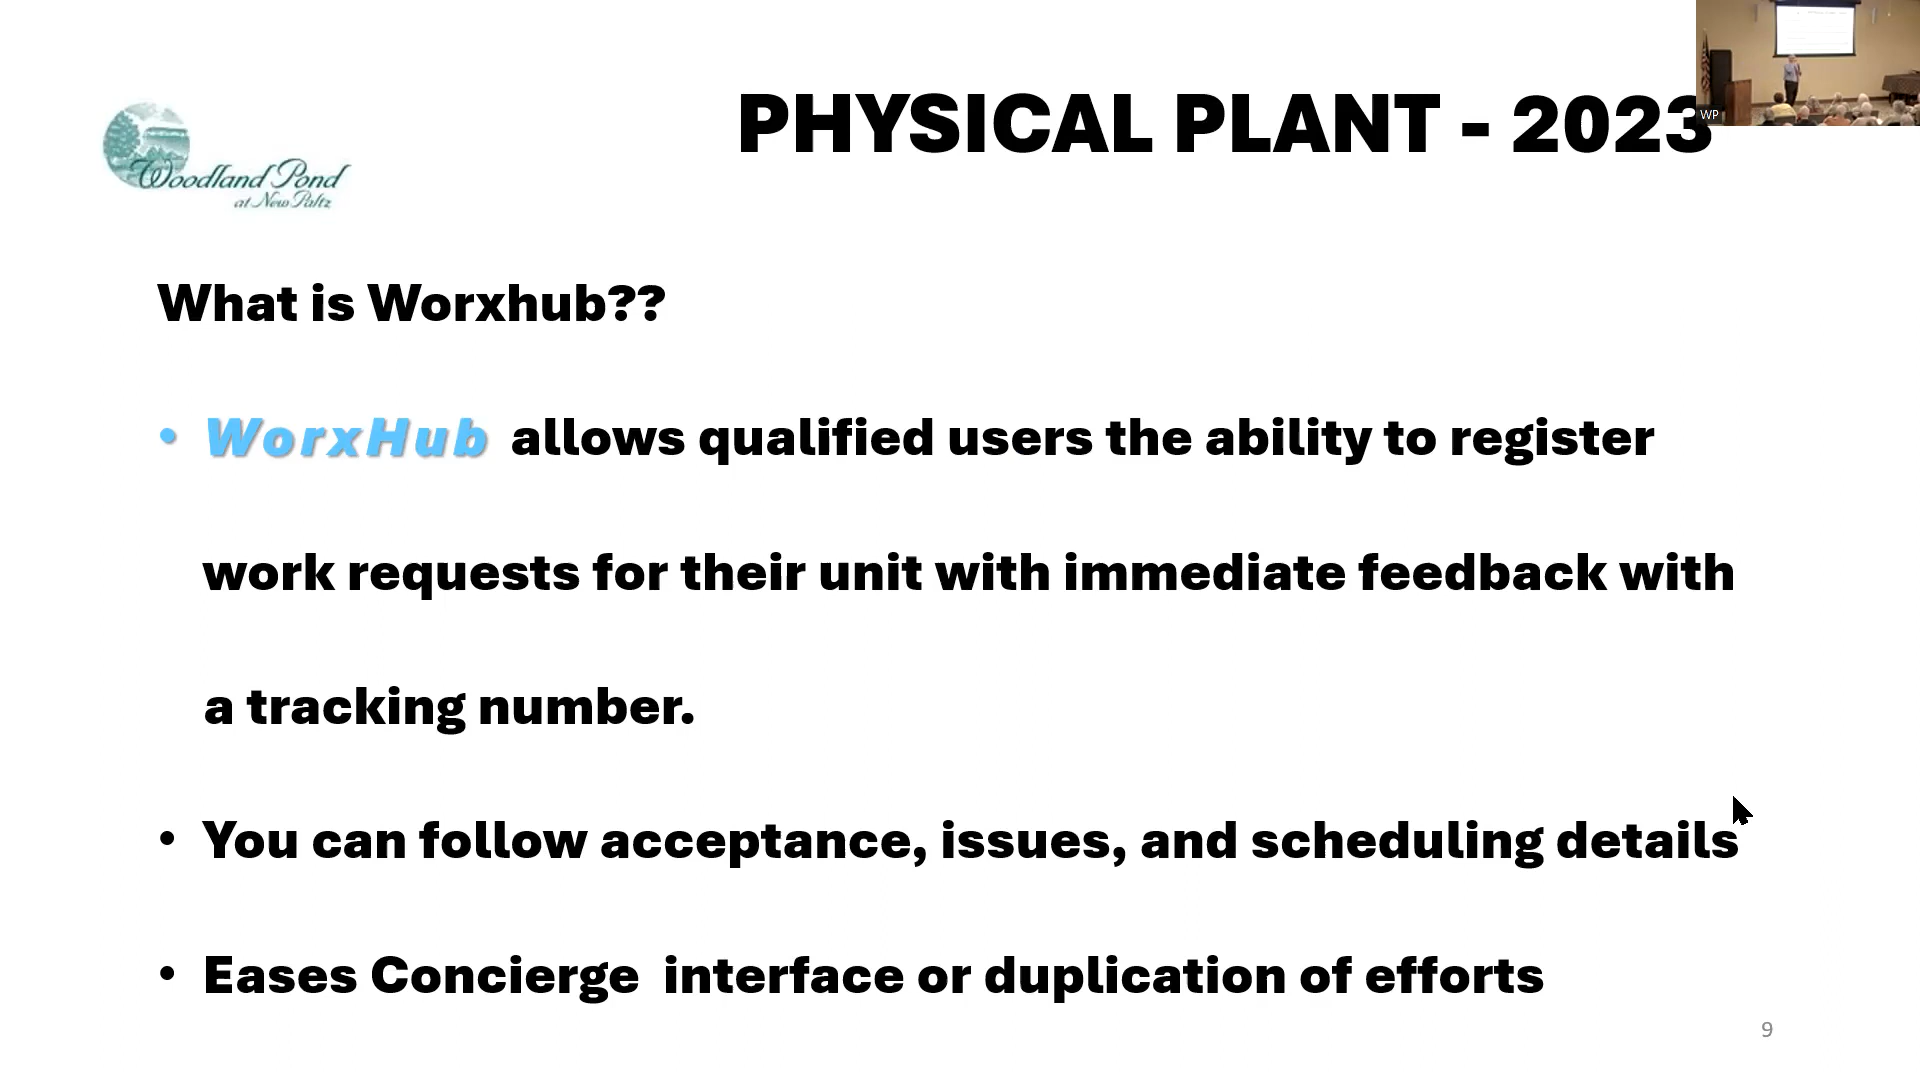 PHYSICAL PLANT - 2023
WP
Woodland Pond
at New Paltz
What is Worxhub??
• WorxHub allows qualified users the ability to register
work requests for their unit with immediate feedback with
a tracking number.
• You can follow acceptance, issues, and scheduling details
• Eases Concierge interface or duplication of efforts
9